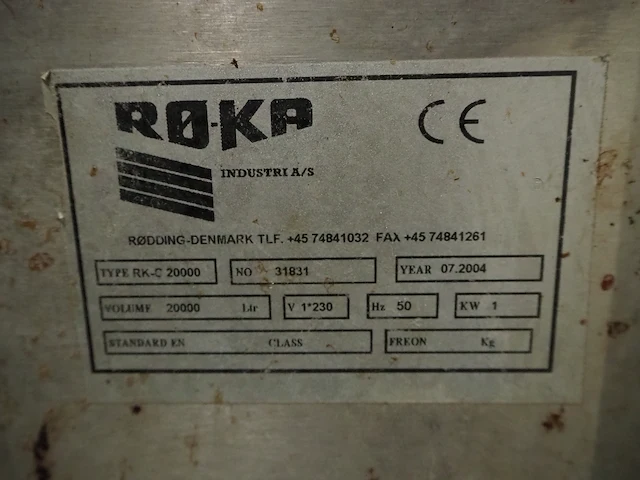 RØ-KA
CE
INDUSTRI A/S
RØDDING-DENMARK TLF. +45 74841032 FAX +45 74841261
TYPE RK-C 20000 NO 31831 YEAR 07.2004
VOLUME 20000 Ltr V 1*230 Hz 50 KW 1
STANDARD EN CLASS FREON Kg